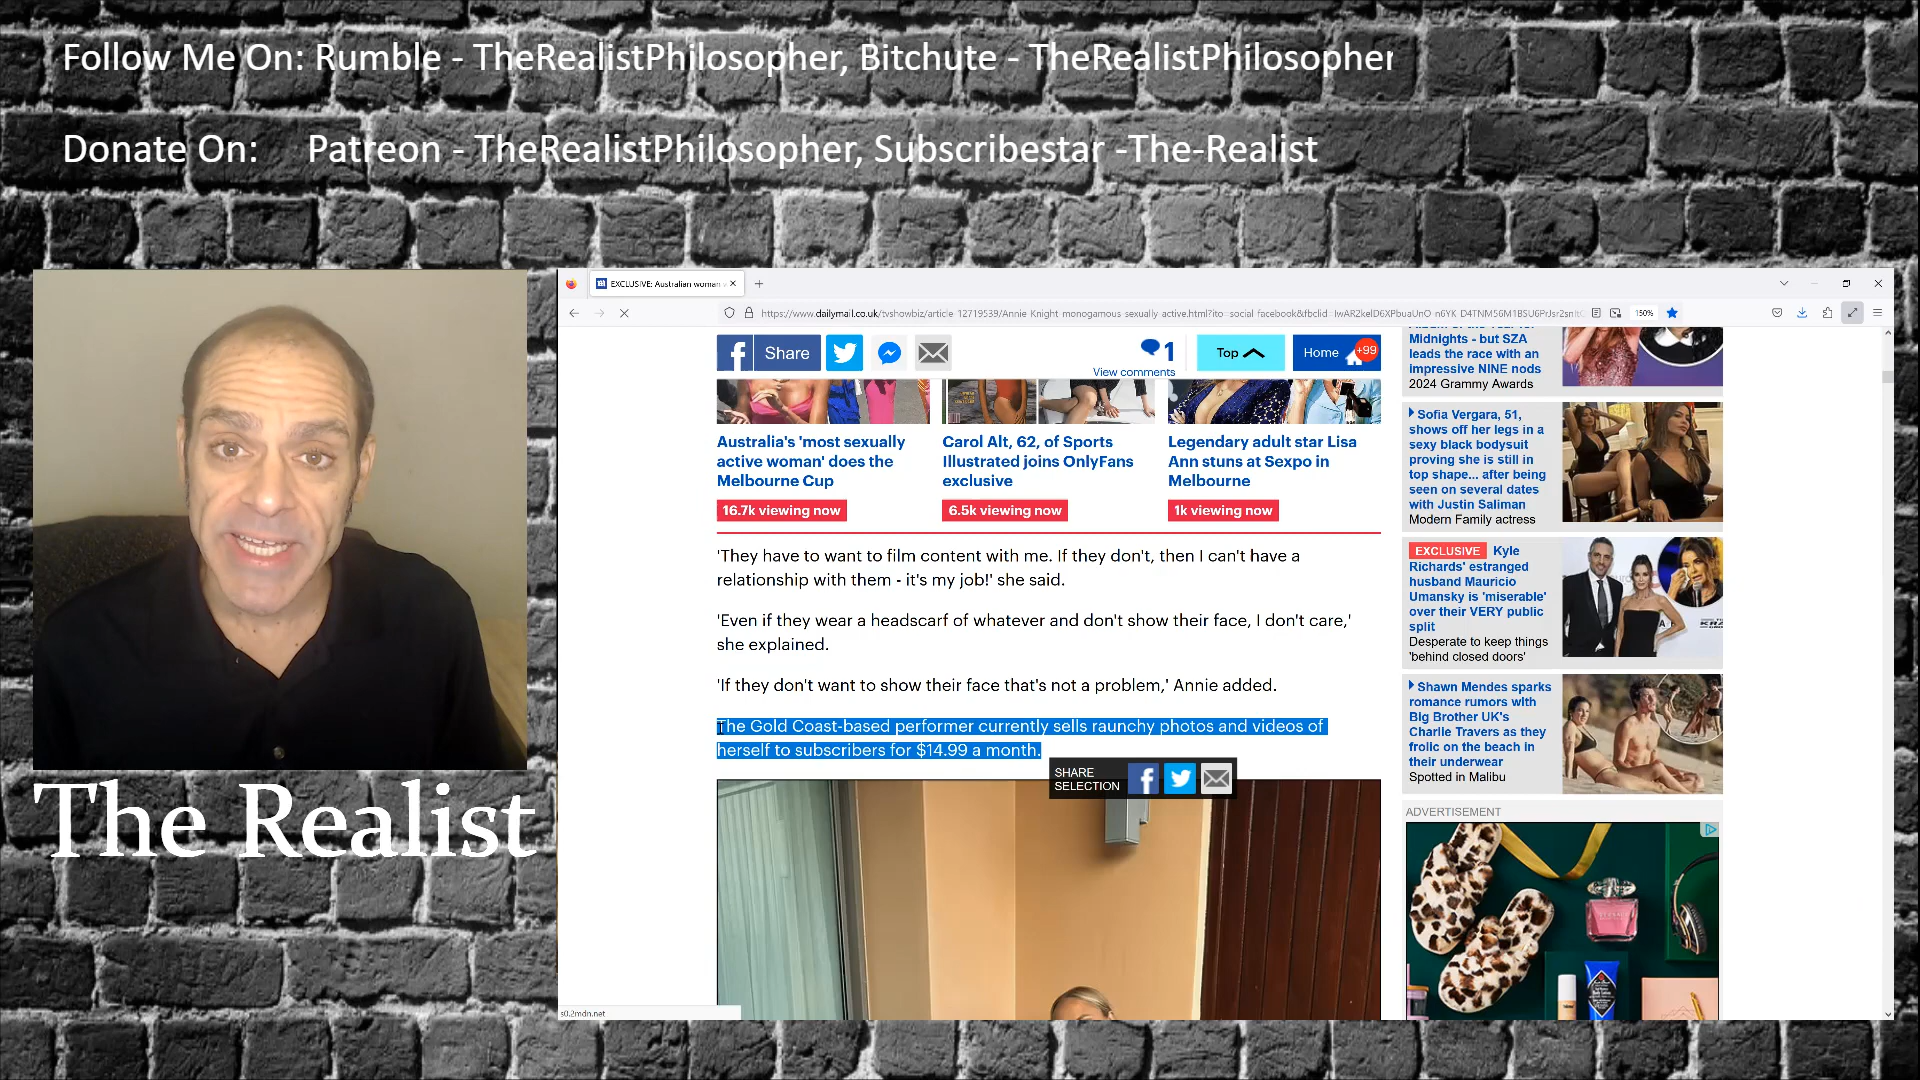 Follow Me On: Rumble - TheRealistPhilosopher, Bitchute - TheRealistPhilosopher
Donate On: Patreon - TheRealistPhilosopher, Subscribestar -The-Realist
The Realist
EXCLUSIVE: Australian woman
150%
Share
1
View comments
Top
Home
+99
Australia's 'most sexually
active woman' does the
Melbourne Cup
16.7k viewing now
Carol Alt, 62, of Sports
Illustrated joins OnlyFans
exclusive
6.5k viewing now
Legendary adult star Lisa
Ann stuns at Sexpo in
Melbourne
1k viewing now
'They have to want to film content with me. If they don't, then I can't have a
relationship with them - it's my job!' she said.
'Even if they wear a headscarf of whatever and don't show their face, I don't care,'
she explained.
'If they don't want to show their face that's not a problem,' Annie added.
The Gold Coast-based performer currently sells raunchy photos and videos of
herself to subscribers for $14.99 a month.
SHARE
SELECTION
Midnights - but SZA
leads the race with an
impressive NINE nods
2024 Grammy Awards
Sofia Vergara, 51,
shows off her legs in a
sexy black bodysuit
proving she is still in
top shape... after being
seen on several dates
with Justin Saliman
Modern Family actress
EXCLUSIVE Kyle
Richards' estranged
husband Mauricio
Umansky is 'miserable'
over their VERY public
split
Desperate to keep things
'behind closed doors'
Shawn Mendes sparks
romance rumors with
Big Brother UK's
Charlie Travers as they
frolic on the beach in
their underwear
Spotted in Malibu
ADVERTISEMENT
s0.2mdn.net